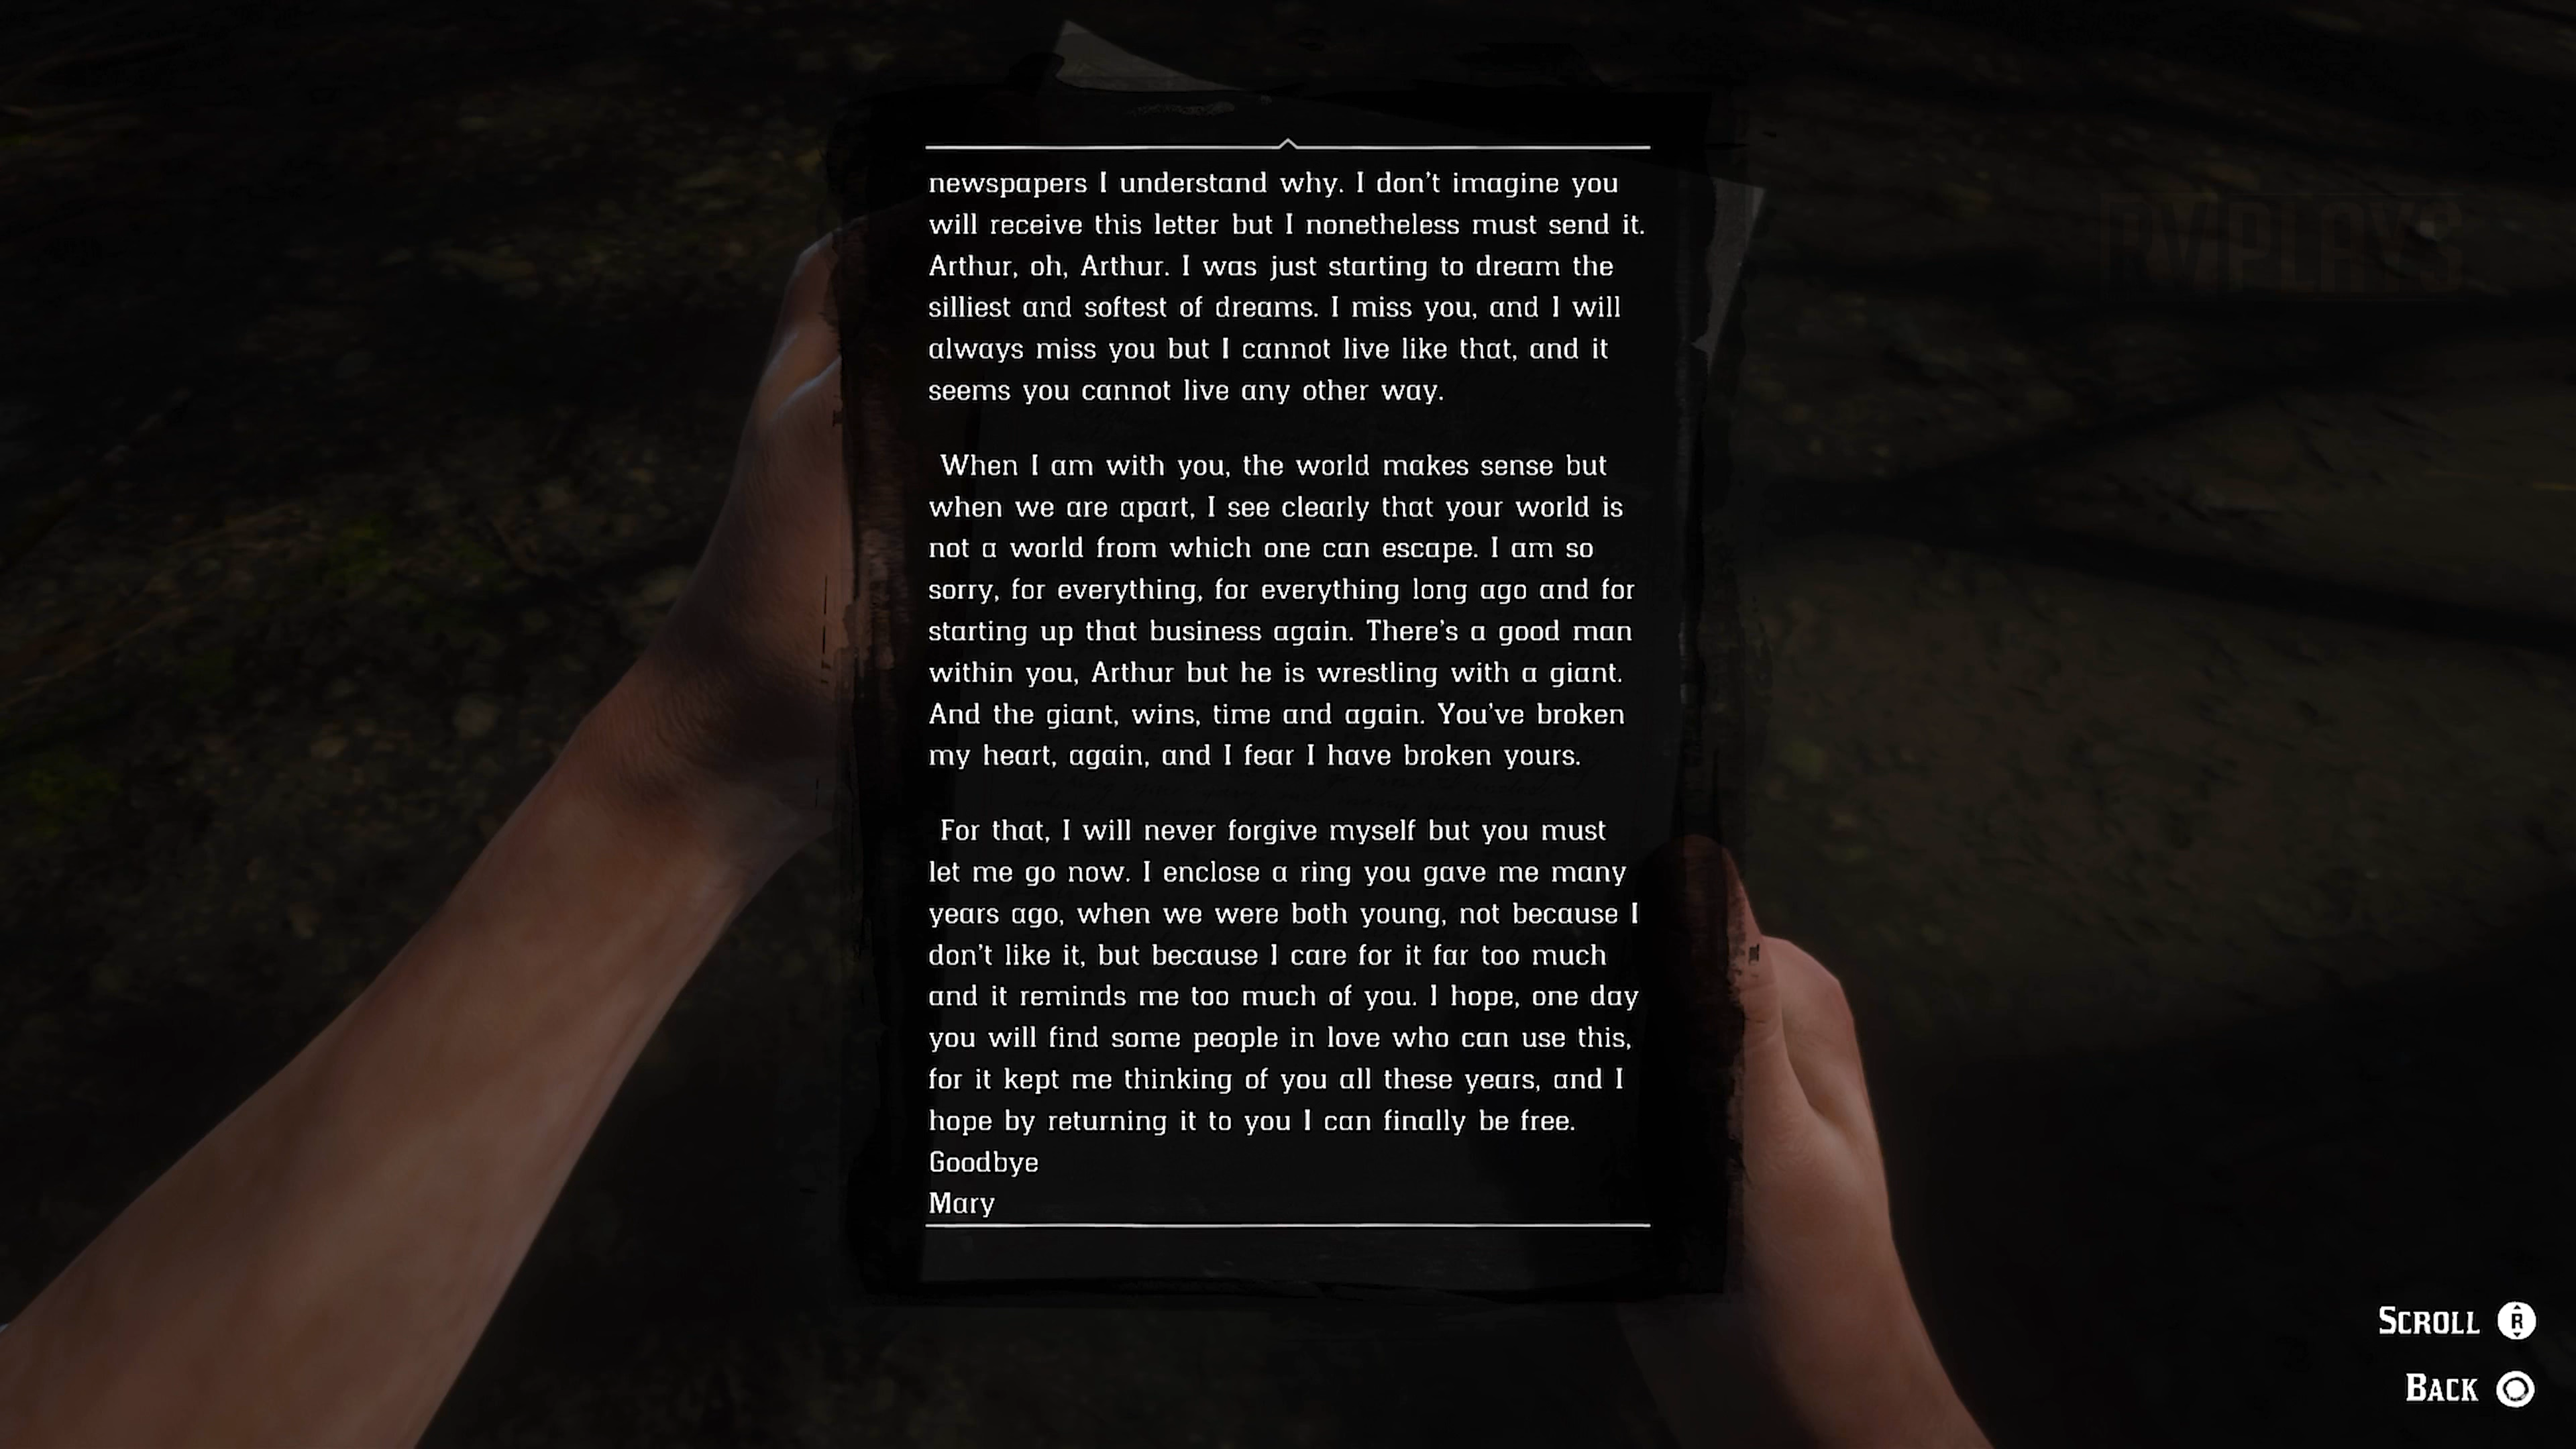 newspapers I understand why. I don't imagine you
will receive this letter but I nonetheless must send it.
Arthur, oh, Arthur. I was just starting to dream the
silliest and softest of dreams. I miss you, and I will
always miss you but I cannot live like that, and it
seems you cannot live any other way.
When I am with you, the world makes sense but
when we are apart, I see clearly that your world is
not a world from which one can escape. I am so
sorry, for everything, for everything long ago and for
starting up that business again. There's a good man
within you, Arthur but he is wrestling with a giant.
And the giant, wins, time and again. You've broken
my heart, again, and I fear I have broken yours.
For that, I will never forgive myself but you must
let me go now. I enclose a ring you gave me many
years ago, when we were both young, not because I
don't like it, but because I care for it far too much
and it reminds me too much of you. I hope, one day
you will find some people in love who can use this,
for it kept me thinking of you all these years, and I
hope by returning it to you I can finally be free.
Goodbye
Mary
SCROLL R
BACK